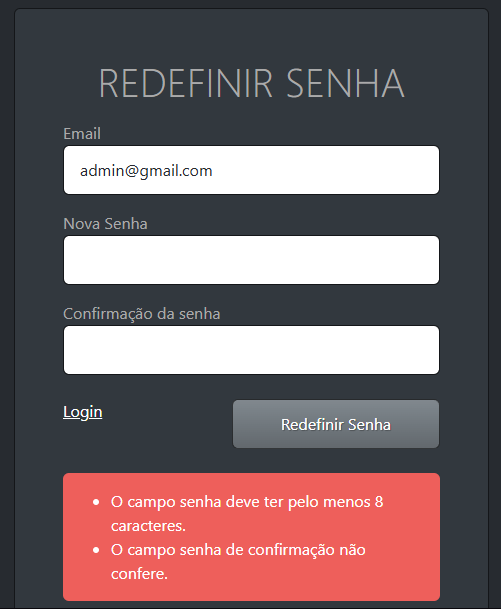 REDEFINIR SENHA
Email
admin@gmail.com
Nova Senha
Confirmação da senha
Login
Redefinir Senha
O campo senha deve ter pelo menos 8
caracteres.
O campo senha de confirmação não
confere.